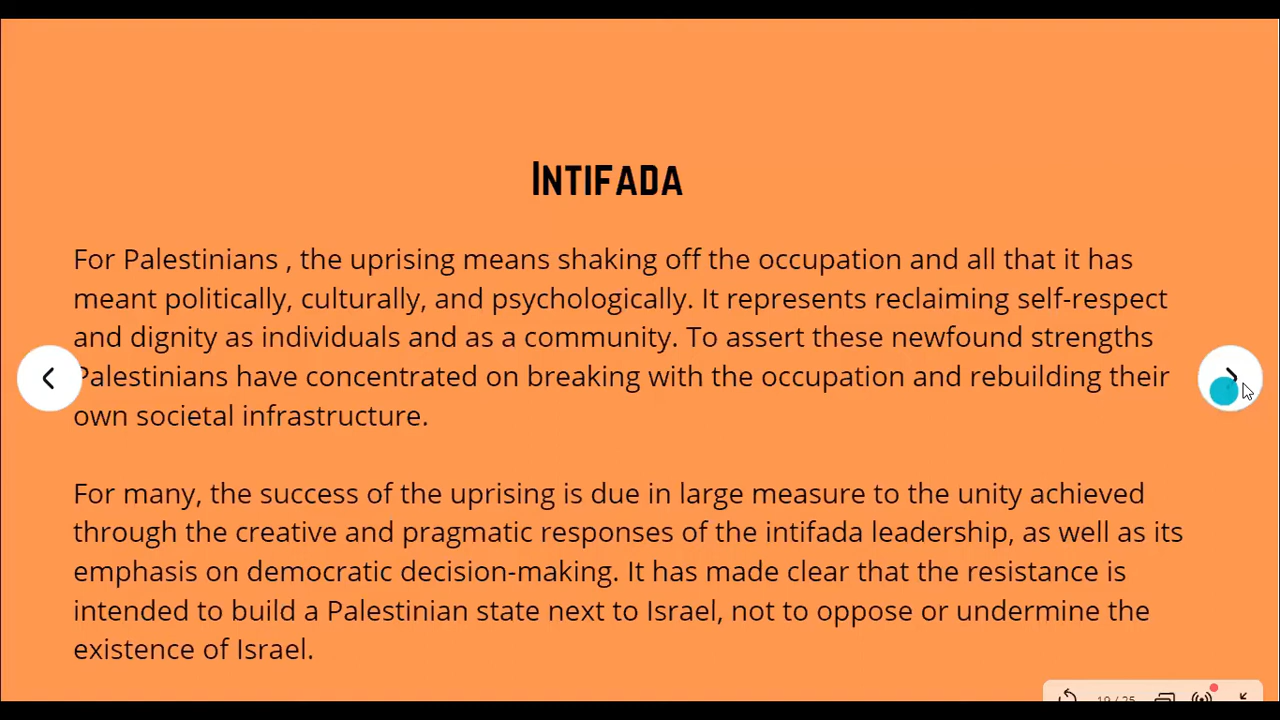 INTIFADA
For Palestinians , the uprising means shaking off the occupation and all that it has
meant politically, culturally, and psychologically. It represents reclaiming self-respect
and dignity as individuals and as a community. To assert these newfound strengths
Palestinians have concentrated on breaking with the occupation and rebuilding their
own societal infrastructure.
For many, the success of the uprising is due in large measure to the unity achieved
through the creative and pragmatic responses of the intifada leadership, as well as its
emphasis on democratic decision-making. It has made clear that the resistance is
intended to build a Palestinian state next to Israel, not to oppose or undermine the
existence of Israel.